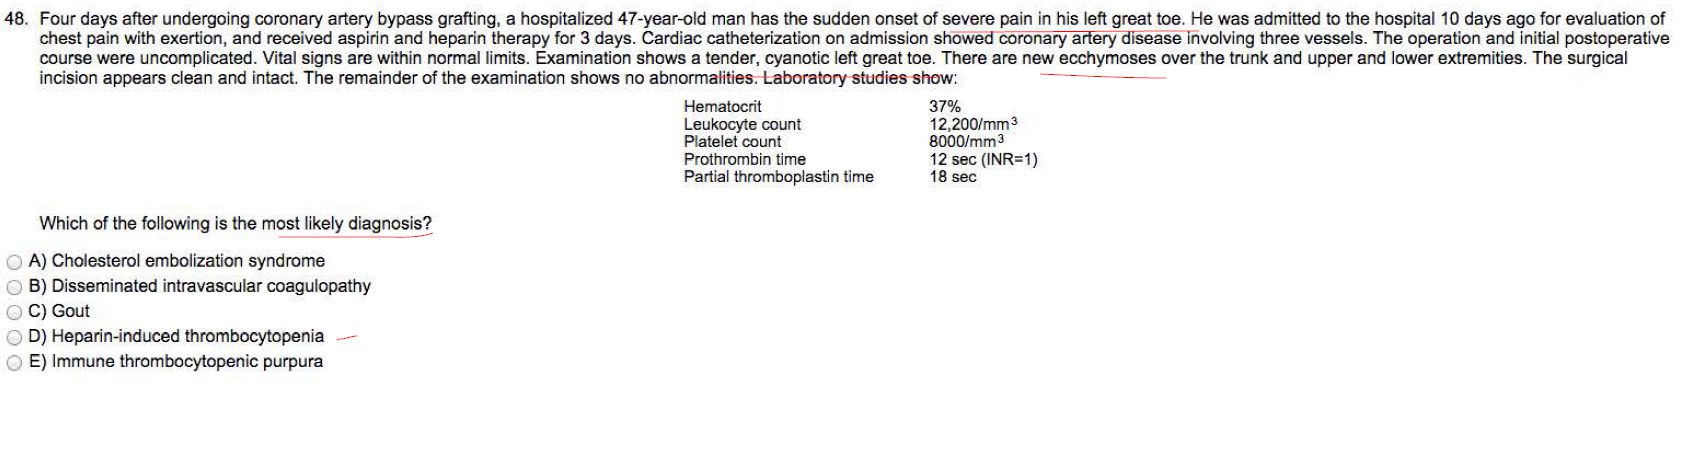 48. Four days after undergoing coronary artery bypass grafting, a hospitalized 47-year-old man has the sudden onset of severe pain in his left great toe. He was admitted to the hospital 10 days ago for evaluation of
chest pain with exertion, and received aspirin and heparin therapy for 3 days. Cardiac catheterization on admission showed coronary artery disease involving three vessels. The operation and initial postoperative
course were uncomplicated. Vital signs are within normal limits. Examination shows a tender, cyanotic left great toe. There are new ecchymoses over the trunk and upper and lower extremities. The surgical
incision appears clean and intact. The remainder of the examination shows no abnormalities. Laboratory studies show:
Hematocrit 37%
Leukocyte count 12,200/mm³
Platelet count 8000/mm³
Prothrombin time 12 sec (INR=1)
Partial thromboplastin time 18 sec
Which of the following is the most likely diagnosis?
A) Cholesterol embolization syndrome
B) Disseminated intravascular coagulopathy
C) Gout
D) Heparin-induced thrombocytopenia
E) Immune thrombocytopenic purpura